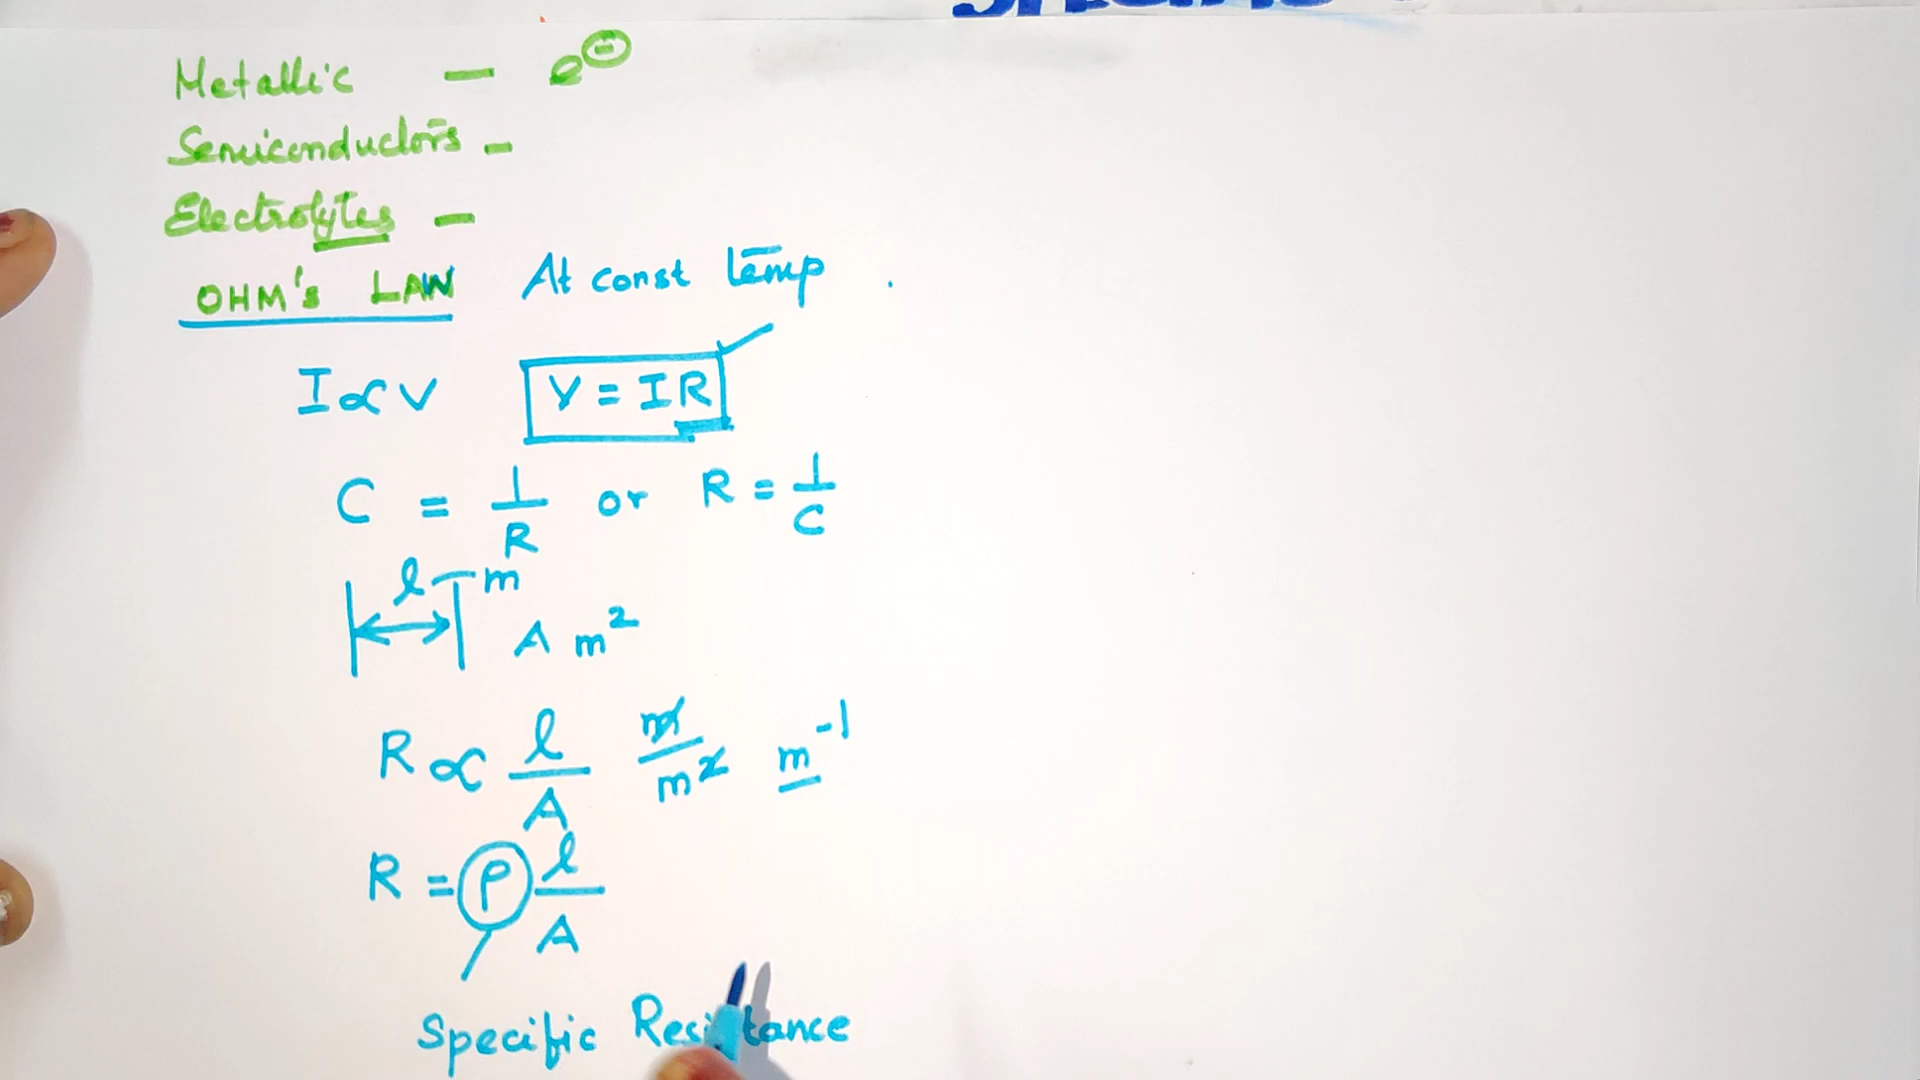 Metallic — e⊖
Semiconductors -
Electrolytes —
OHM's LAW At const temp .
I ∝ V V = IR
C = 1/R or R = 1/C
l m
A m²
R ∝ l/A m/m² m⁻¹
R = ρ l/A
Specific Resistance